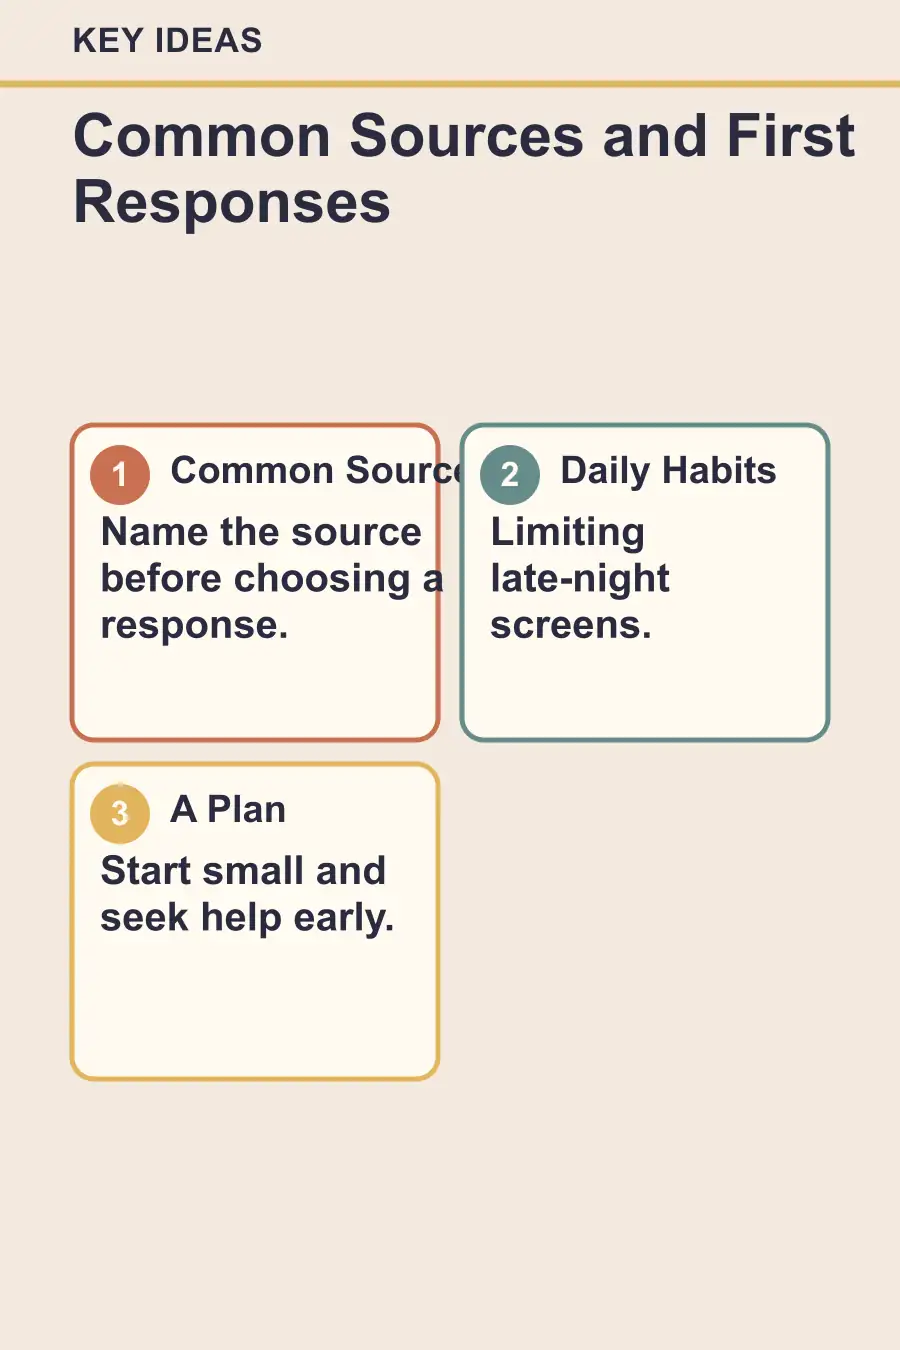 KEY IDEAS
Common Sources and First
Responses
1
Common Source
Name the source
before choosing a
response.
2
Daily Habits
Limiting
late-night
screens.
3
A Plan
Start small and
seek help early.